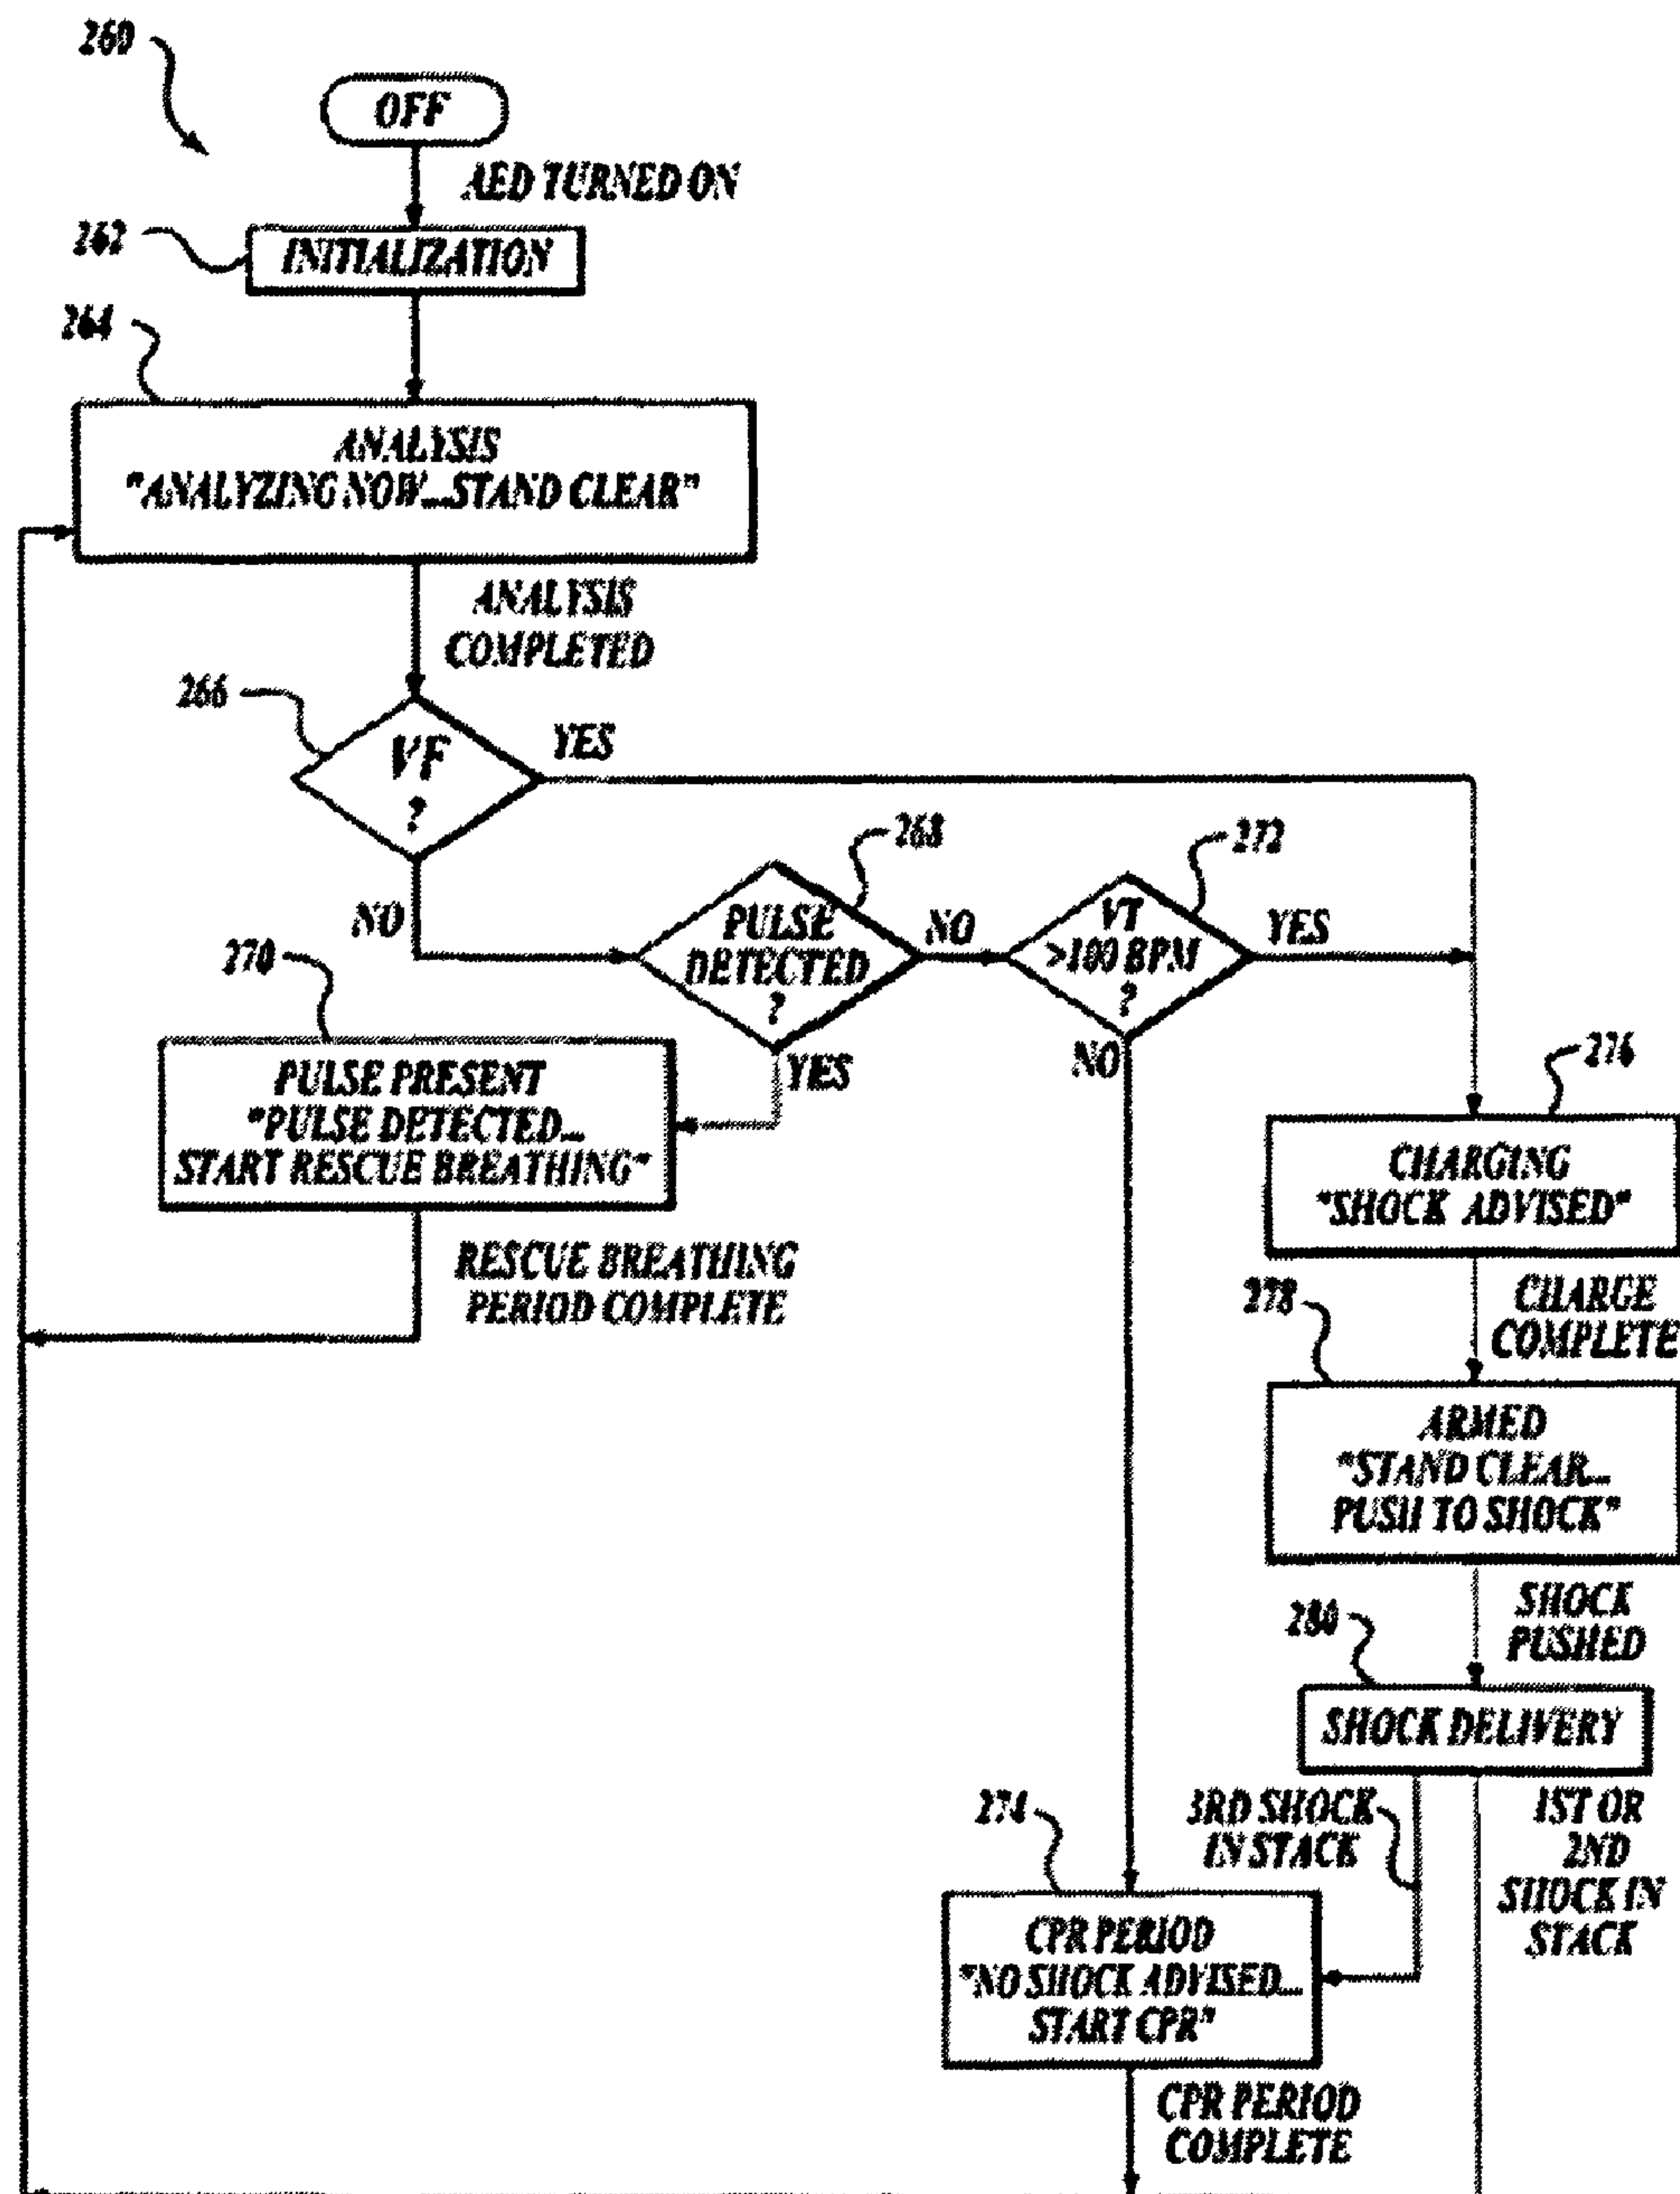 260
OFF
AED TURNED ON
262
INITIALIZATION
264
ANALYSIS
"ANALYZING NOW...STAND CLEAR"
ANALYSIS
COMPLETED
266
VF
?
YES
NO
268
PULSE
DETECTED
?
NO
YES
272
VT
>100 BPM
?
YES
NO
270
PULSE PRESENT
"PULSE DETECTED...
START RESCUE BREATHING"
RESCUE BREATHING
PERIOD COMPLETE
276
CHARGING
"SHOCK ADVISED"
CHARGE
COMPLETE
278
ARMED
"STAND CLEAR...
PUSH TO SHOCK"
SHOCK
PUSHED
280
SHOCK DELIVERY
3RD SHOCK
IN STACK
1ST OR
2ND
SHOCK IN
STACK
274
CPR PERIOD
"NO SHOCK ADVISED....
START CPR"
CPR PERIOD
COMPLETE